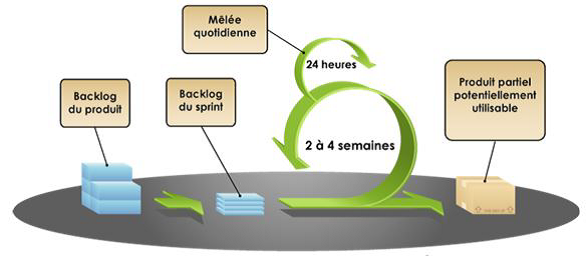 Mêlée
quotidienne
24 heures
Backlog
du produit
Backlog
du sprint
2 à 4 semaines
Produit partiel
potentiellement
utilisable